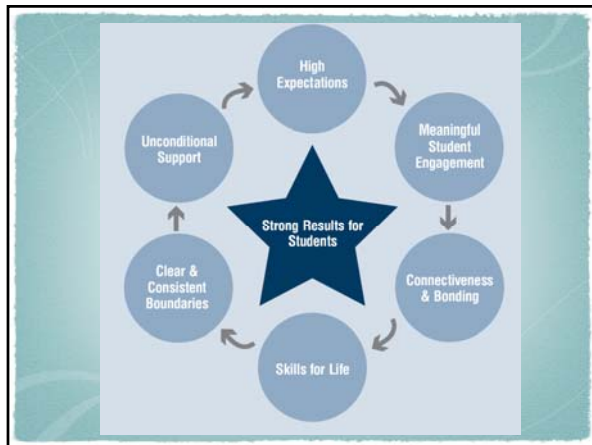 High
Expectations
Meaningful
Student
Engagement
Connectiveness
& Bonding
Skills for Life
Clear &
Consistent
Boundaries
Unconditional
Support
Strong Results for
Students